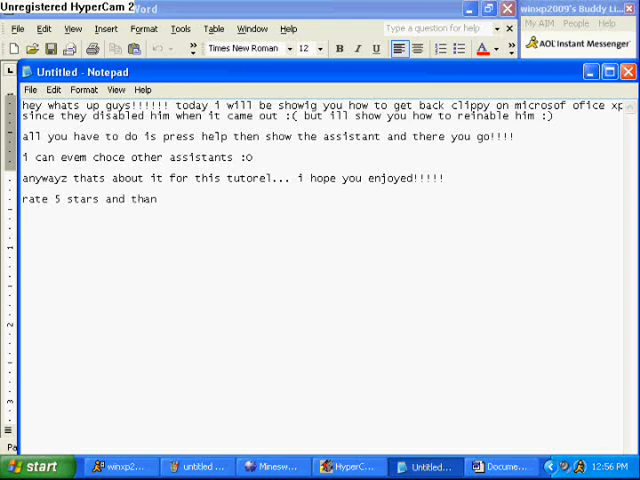 Unregistered HyperCam 2
Word
winxp2009's Buddy Li...
File Edit View Insert Format Tools Table Window
Type a question for help
My AIM People Help
Times New Roman 12 B
AOL Instant Messenger
Untitled - Notepad
File Edit Format View Help
hey whats up guys!!!!!! today i will be showig you how to get back clippy on microsof ofice xp
since they disabled him when it came out :( but ill show you how to reinable him :)
all you have to do is press help then show the assistant and there you go!!!!
i can evem choce other assistants :O
anywayz thats about it for this tutorel... i hope you enjoyed!!!!!
rate 5 stars and than
1
2
3
Pa
start winxp2... untitled ... Minesw... HyperC... Untitled... Docume... 12:56 PM